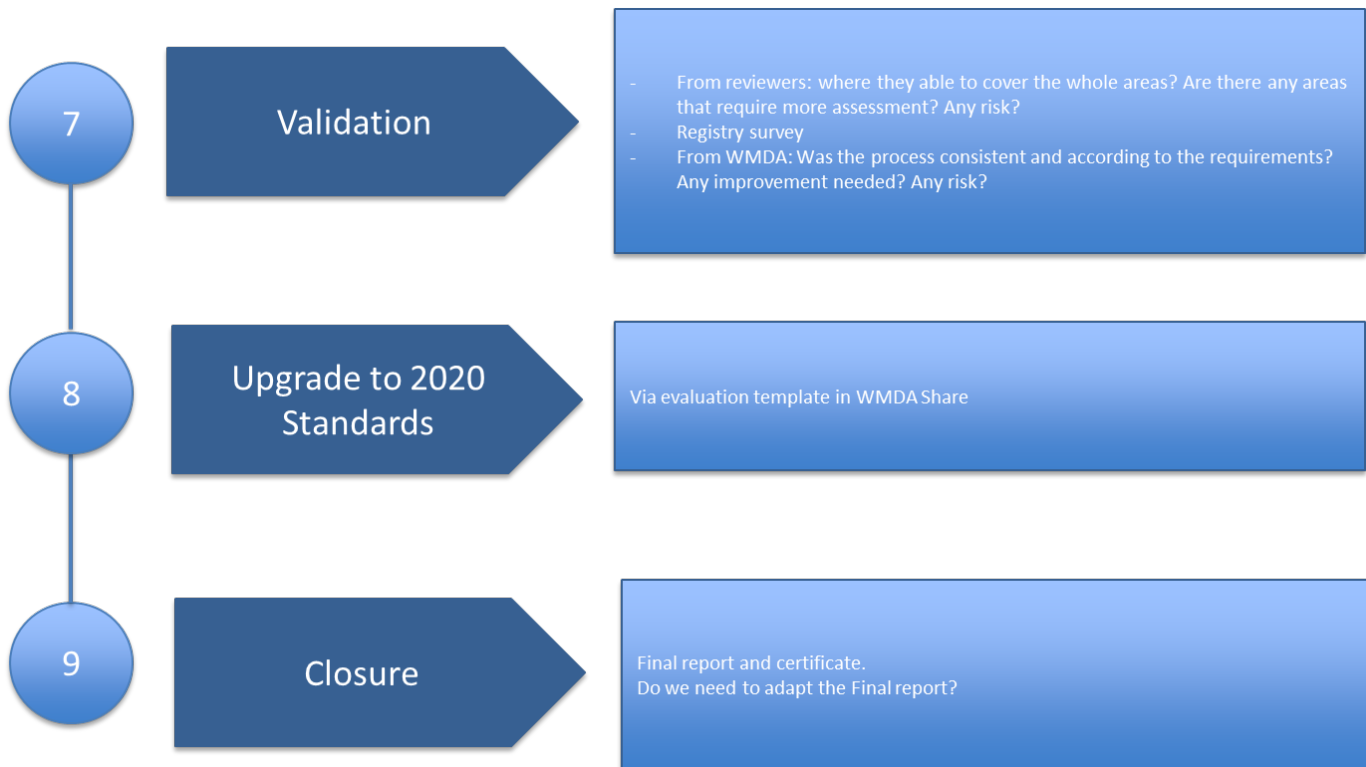 7
Validation
- From reviewers: where they able to cover the whole areas? Are there any areas
that require more assessment? Any risk?
- Registry survey
- From WMDA: Was the process consistent and according to the requirements?
Any improvement needed? Any risk?
8
Upgrade to 2020
Standards
Via evaluation template in WMDA Share
9
Closure
Final report and certificate.
Do we need to adapt the Final report?